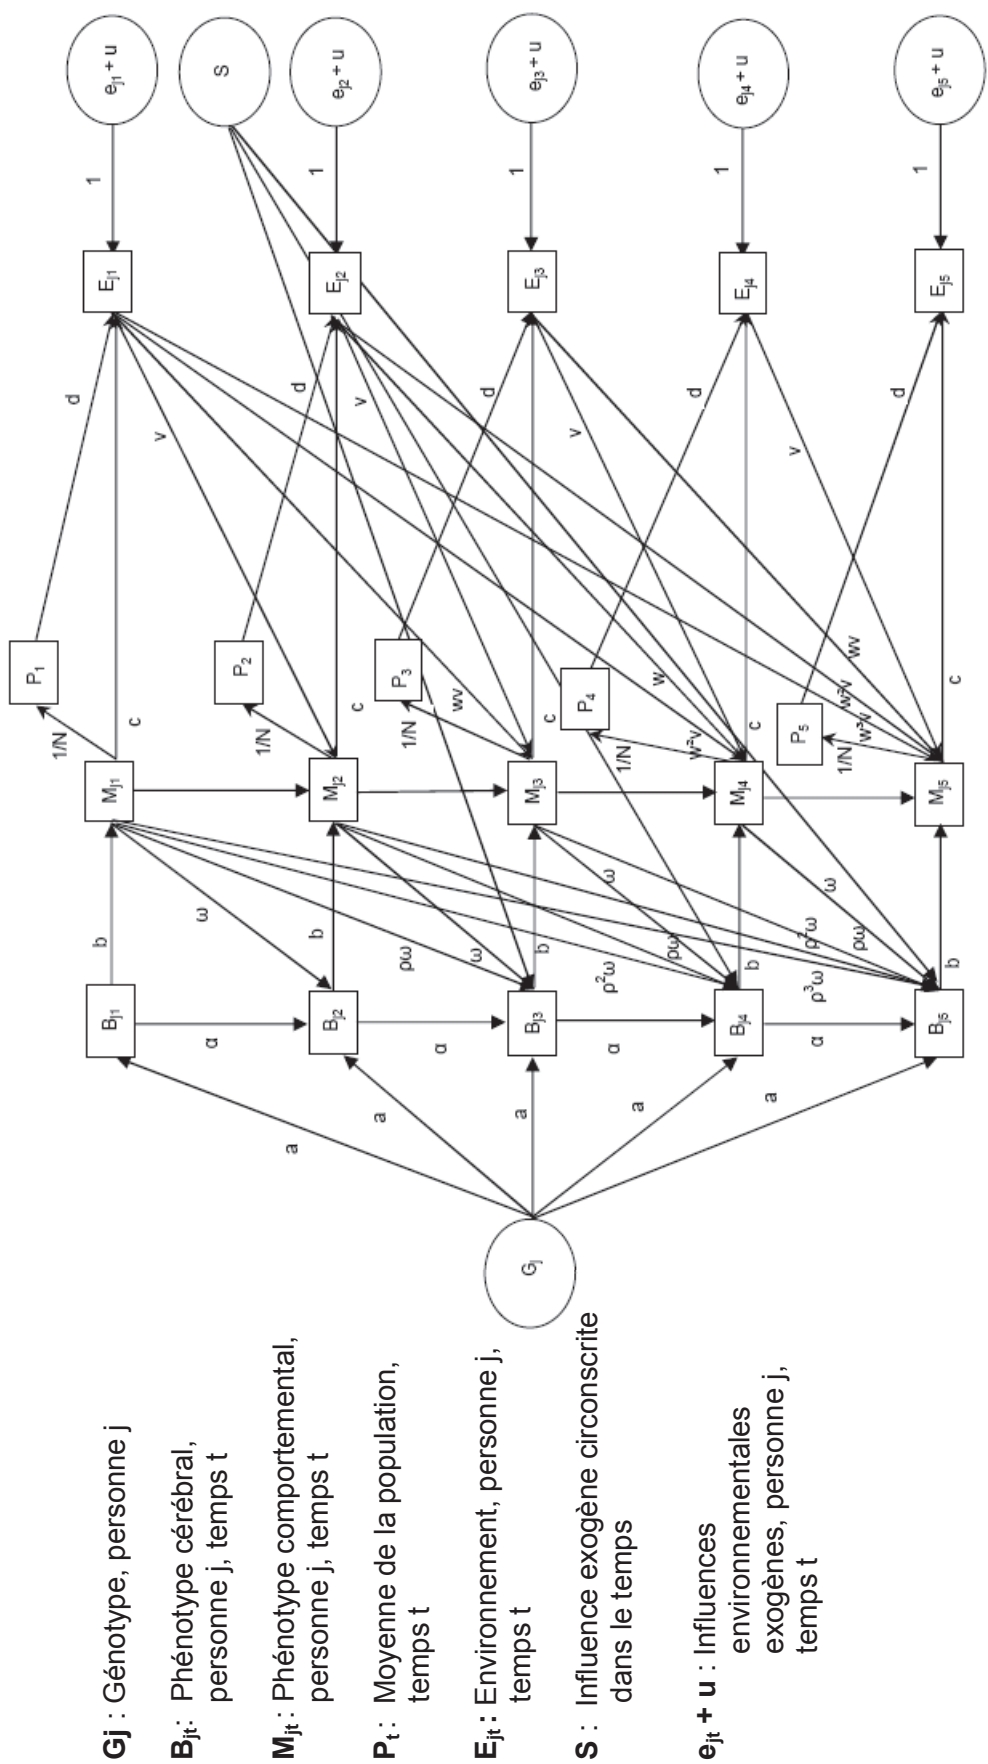 Gj : Génotype, personne j
Bjt : Phénotype cérébral,
personne j, temps t
Mjt : Phénotype comportemental,
personne j, temps t
Pt : Moyenne de la population,
temps t
Ejt : Environnement, personne j,
temps t
S : Influence exogène circonscrite
dans le temps
ejt + u : Influences
environnementales
exogènes, personne j,
temps t
P1
1/N
d
b
1
Bj1
Mj1
Ej1
ej1 + u
c
v
ω
α
S
P2
1/N
a
d
b
1
Bj2
Mj2
Ej2
ej2 + u
c
v
a
P3
ρω
1/N
α
wv
ω
d
a
1
Gj
Bj3
Mj3
Ej3
ej3 + u
b
c
v
P4
α
ρ²ω
ω
1/N
a
w
ρω
w²v
d
1
Bj4
Mj4
Ej4
ej4 + u
b
c
a
v
P5
α
ρ³ω
ρ²ω
ω
1/N
w²v
wv
ρω
w³v
d
1
Bj5
Mj5
Ej5
ej5 + u
b
c